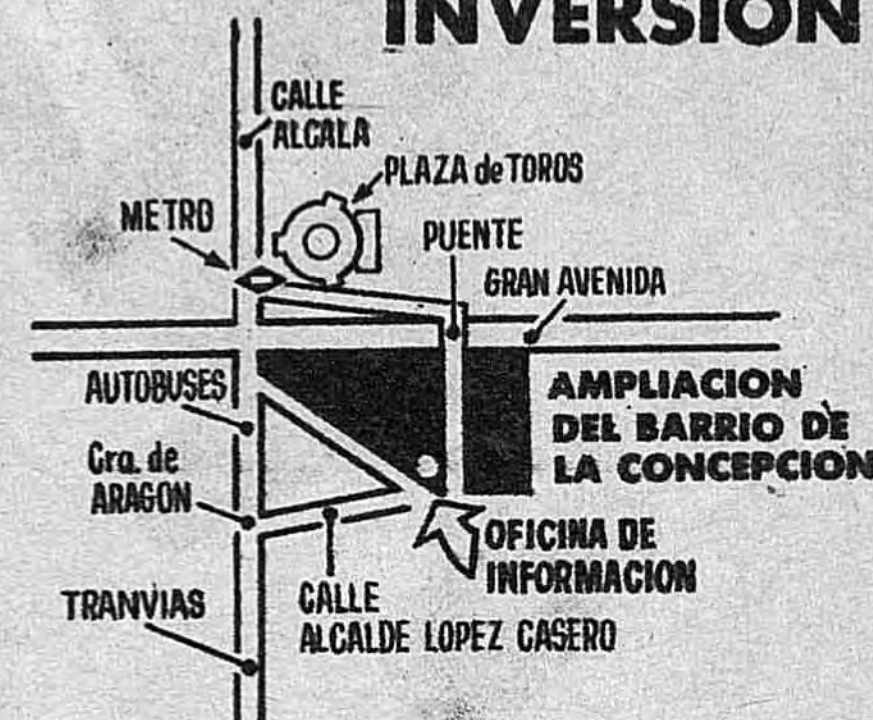 INVERSION
CALLE
ALCALA
PLAZA de TOROS
METRO
PUENTE
GRAN AVENIDA
AUTOBUSES
AMPLIACION
DEL BARRIO DE
LA CONCEPCION
Cra. de
ARAGON
OFICINA DE
INFORMACION
TRANVIAS
CALLE
ALCALDE LOPEZ CASERO